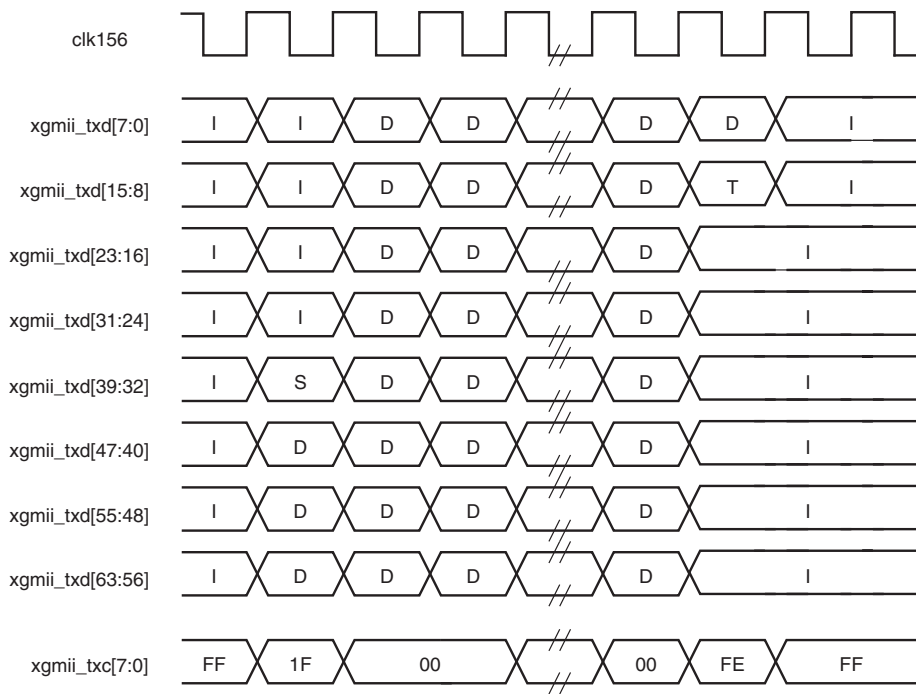 clk156
xgmii_txd[7:0] I I D D D D I
xgmii_txd[15:8] I I D D D T I
xgmii_txd[23:16] I I D D D I
xgmii_txd[31:24] I I D D D I
xgmii_txd[39:32] I S D D D I
xgmii_txd[47:40] I D D D D I
xgmii_txd[55:48] I D D D D I
xgmii_txd[63:56] I D D D D I
xgmii_txc[7:0] FF 1F 00 00 FE FF